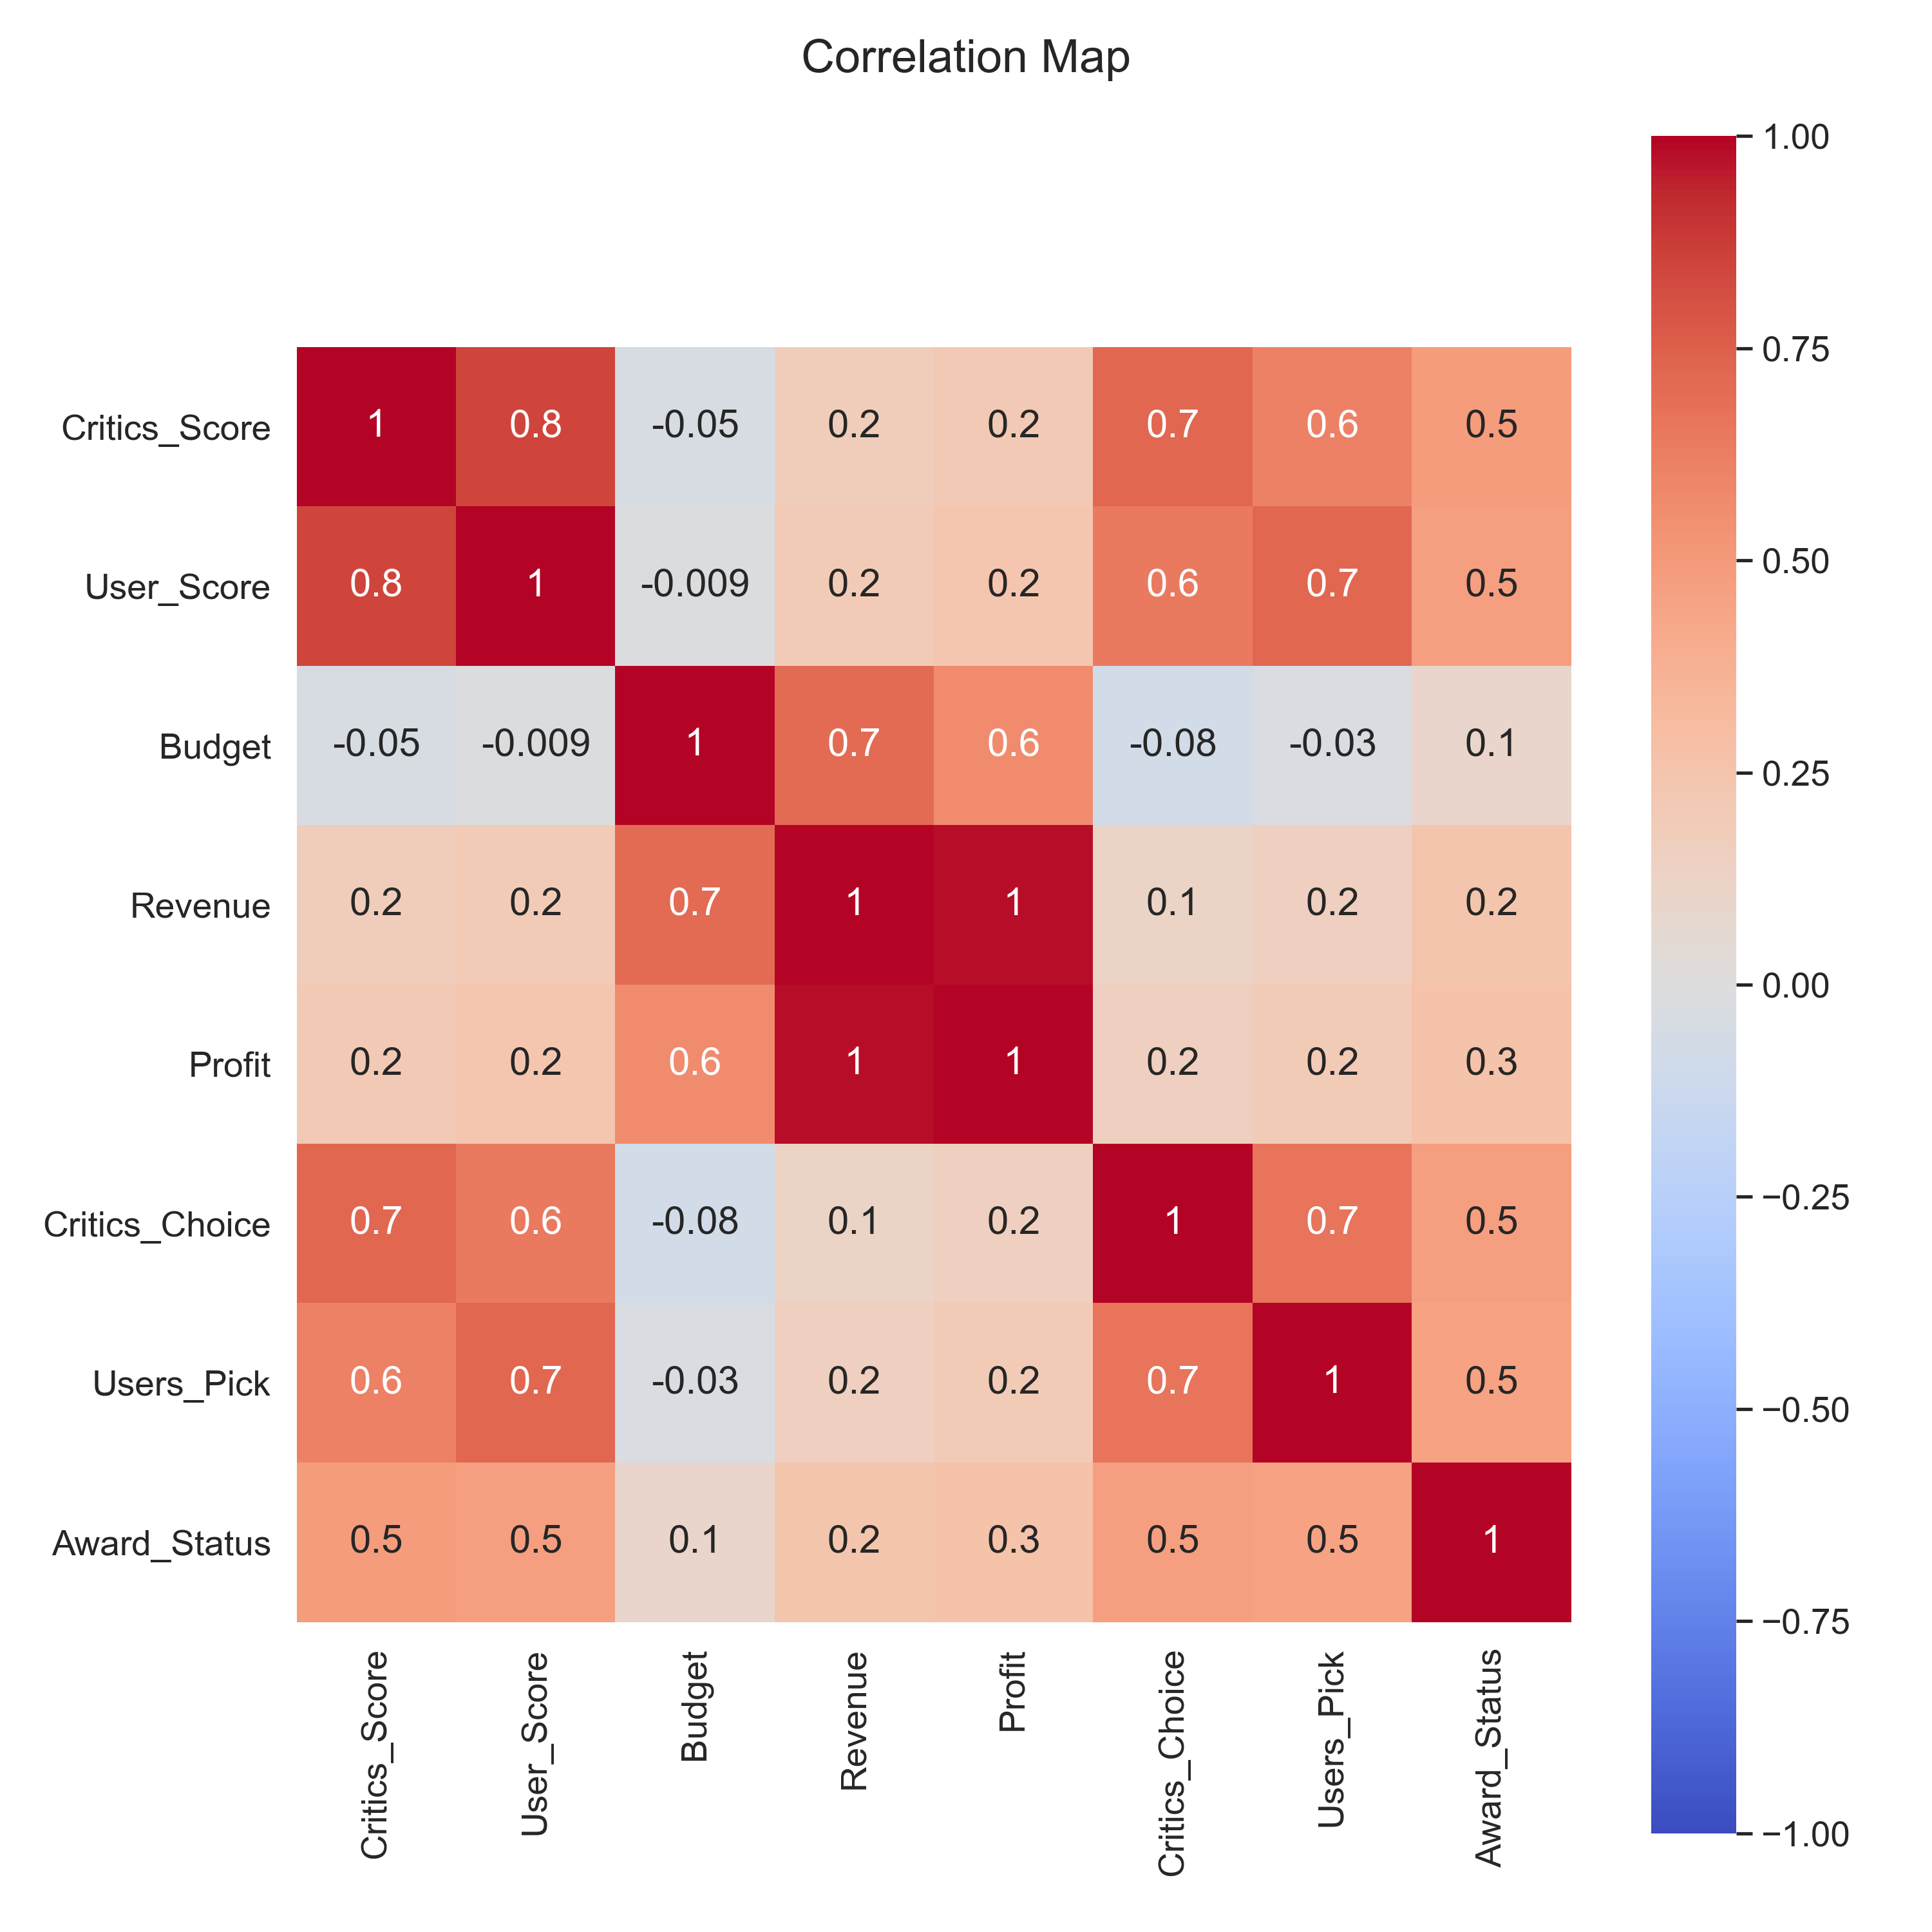 Correlation Map
Critics_Score 1 0.8 -0.05 0.2 0.2 0.7 0.6 0.5
User_Score 0.8 1 -0.009 0.2 0.2 0.6 0.7 0.5
Budget -0.05 -0.009 1 0.7 0.6 -0.08 -0.03 0.1
Revenue 0.2 0.2 0.7 1 1 0.1 0.2 0.2
Profit 0.2 0.2 0.6 1 1 0.2 0.2 0.3
Critics_Choice 0.7 0.6 -0.08 0.1 0.2 1 0.7 0.5
Users_Pick 0.6 0.7 -0.03 0.2 0.2 0.7 1 0.5
Award_Status 0.5 0.5 0.1 0.2 0.3 0.5 0.5 1
Critics_Score
User_Score
Budget
Revenue
Profit
Critics_Choice
Users_Pick
Award_Status
1.00
0.75
0.50
0.25
0.00
−0.25
−0.50
−0.75
−1.00